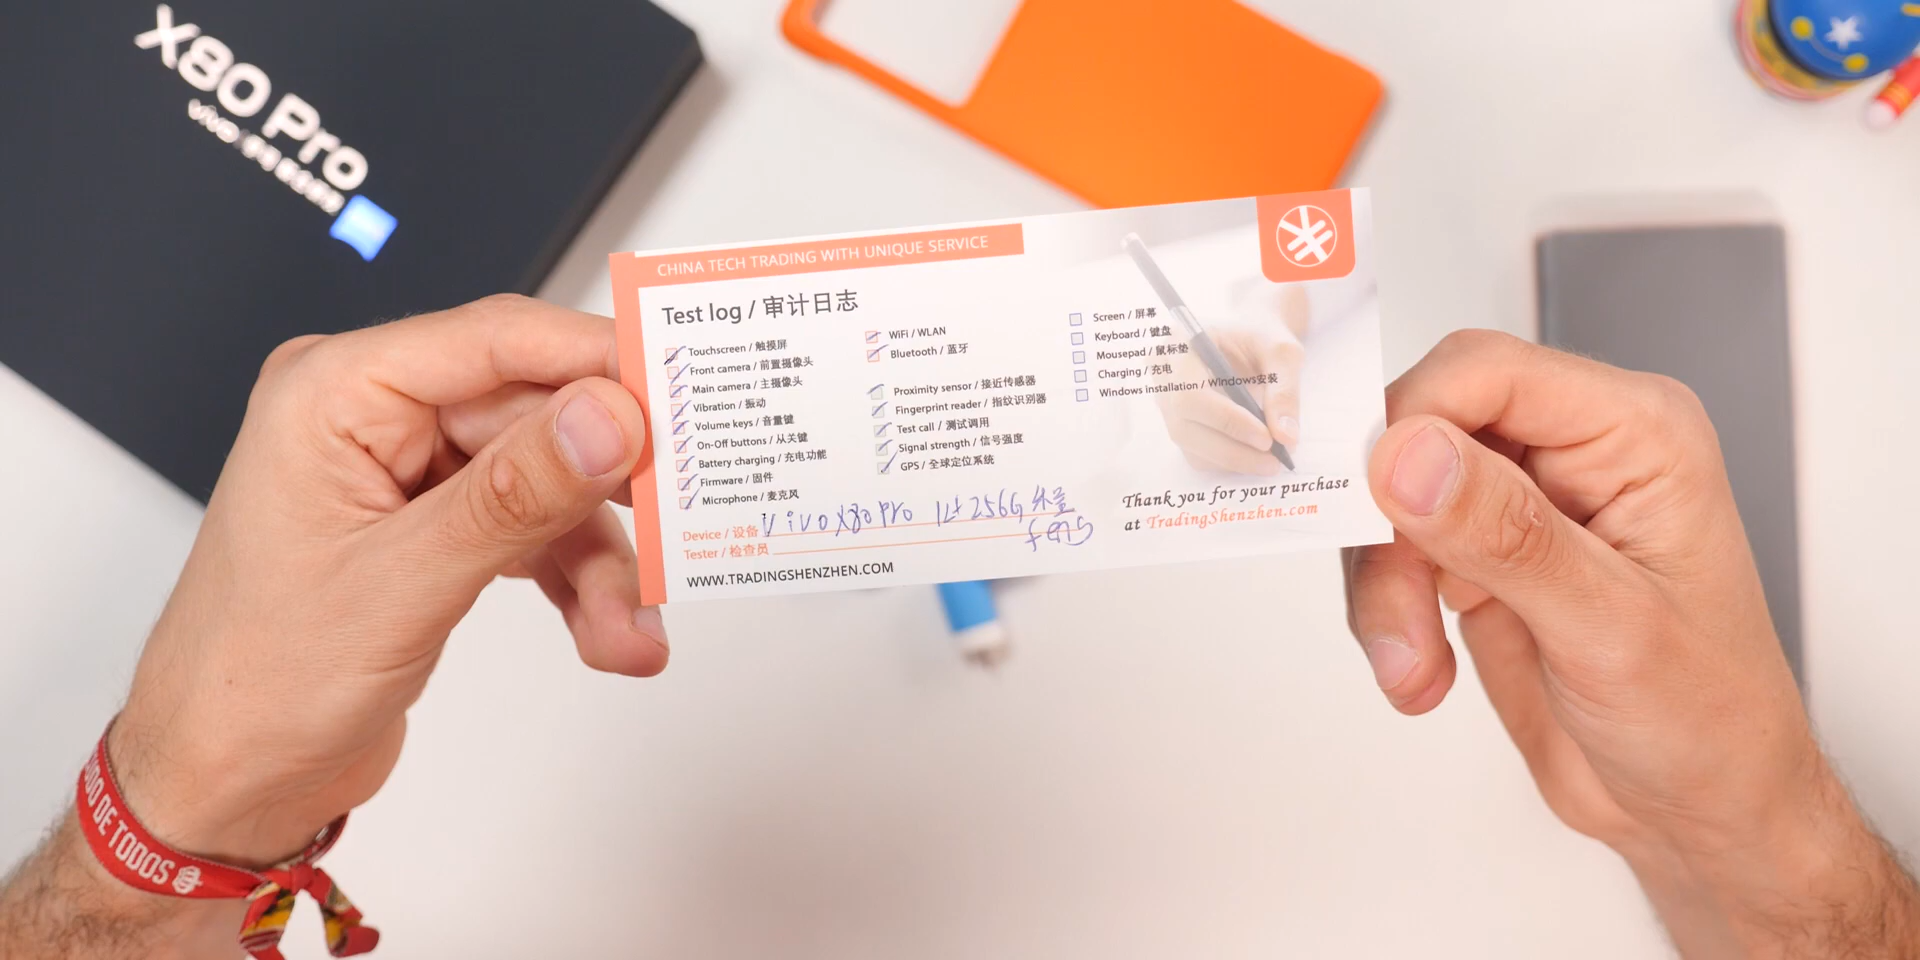 X80 Pro
CHINA TECH TRADING WITH UNIQUE SERVICE
Test log / 审计日志
Touchscreen / 触摸屏
Front camera / 前置摄像头
Main camera / 主摄像头
Vibration / 振动
Volume keys / 音量键
On-Off buttons / 从关键
Battery charging / 充电功能
Firmware / 固件
Microphone / 麦克风
WiFi / WLAN
Bluetooth / 蓝牙
Proximity sensor / 接近传感器
Fingerprint reader / 指纹识别器
Test call / 测试调用
Signal strength / 信号强度
GPS / 全球定位系统
Screen / 屏幕
Keyboard / 键盘
Mousepad / 鼠标垫
Charging / 充电
Windows installation / Windows安装
Device / 设备 Vivo X80 Pro 12+256G
Tester / 检查员
WWW.TRADINGSHENZHEN.COM
Thank you for your purchase
at TradingShenzhen.com
DE TODOS